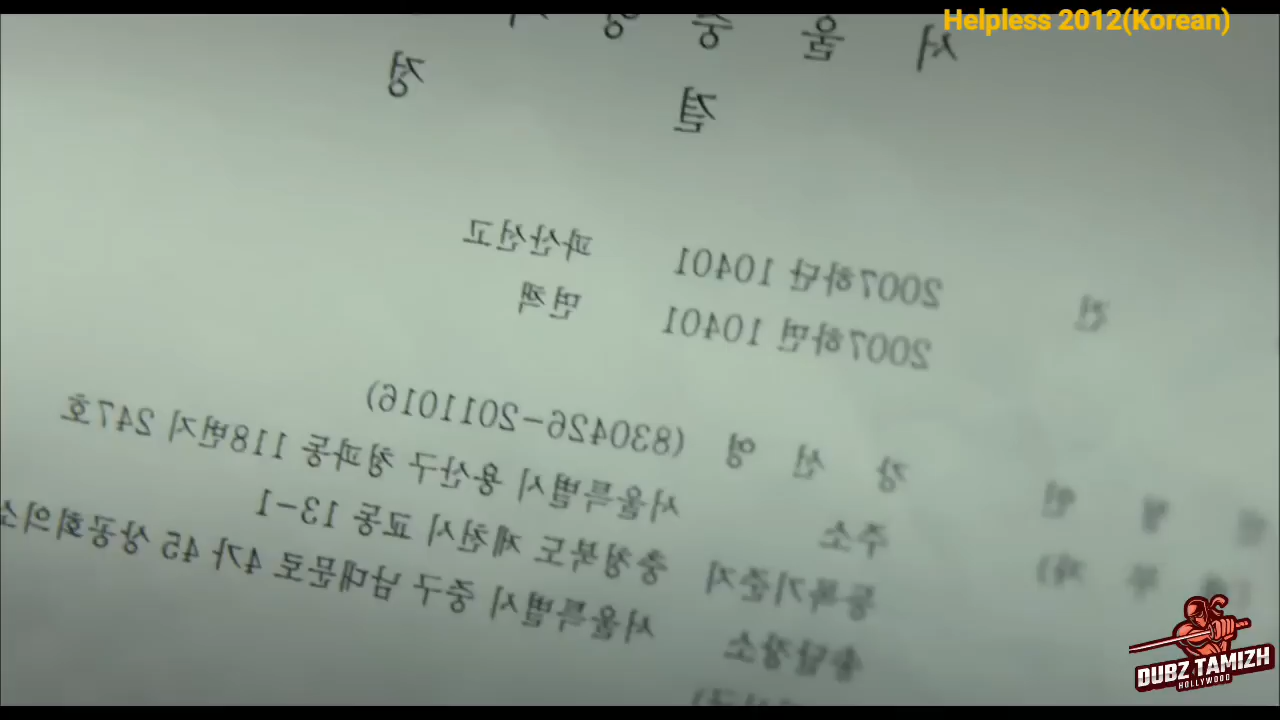 Helpless 2012(Korean)
서 울 중
결 정
건 2007하단 10401 파산선고
2007하면 10401 면책
인 강 선 영 (830426-2011016)
주소 서울특별시 용산구 청파동 118번지 247호
등록기준지 충청북도 제천시 교동 13-1
송달장소 서울특별시 중구 남대문로 4가 45 상공회의소
DUBZ TAMIZH
HOLLYWOOD